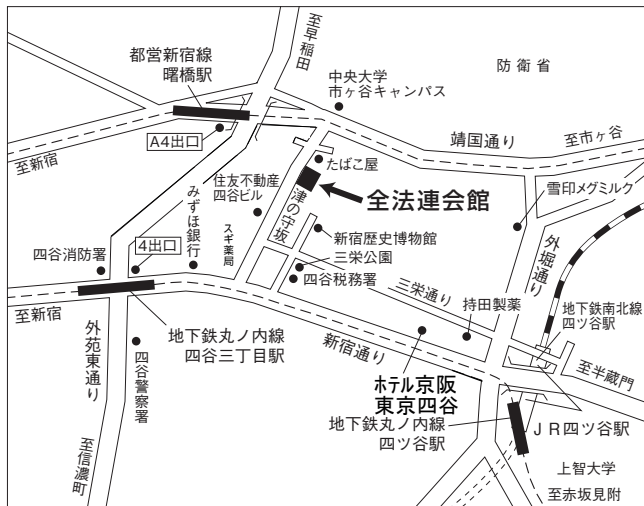 至早稲田
都営新宿線
曙橋駅
中央大学
市ヶ谷キャンパス
防衛省
A4出口
靖国通り
至市ヶ谷
至新宿
たばこ屋
住友不動産
四谷ビル
みずほ銀行
スギ薬局
津の守坂
全法連会館
雪印メグミルク
新宿歴史博物館
三栄公園
四谷税務署
外堀通り
四谷消防署
4出口
三栄通り
持田製薬
地下鉄南北線
四ツ谷駅
至新宿
地下鉄丸ノ内線
四谷三丁目駅
新宿通り
至半蔵門
外苑東通り
四谷警察署
ホテル京阪
東京四谷
地下鉄丸ノ内線
四ツ谷駅
JR四ツ谷駅
至信濃町
上智大学
至赤坂見附